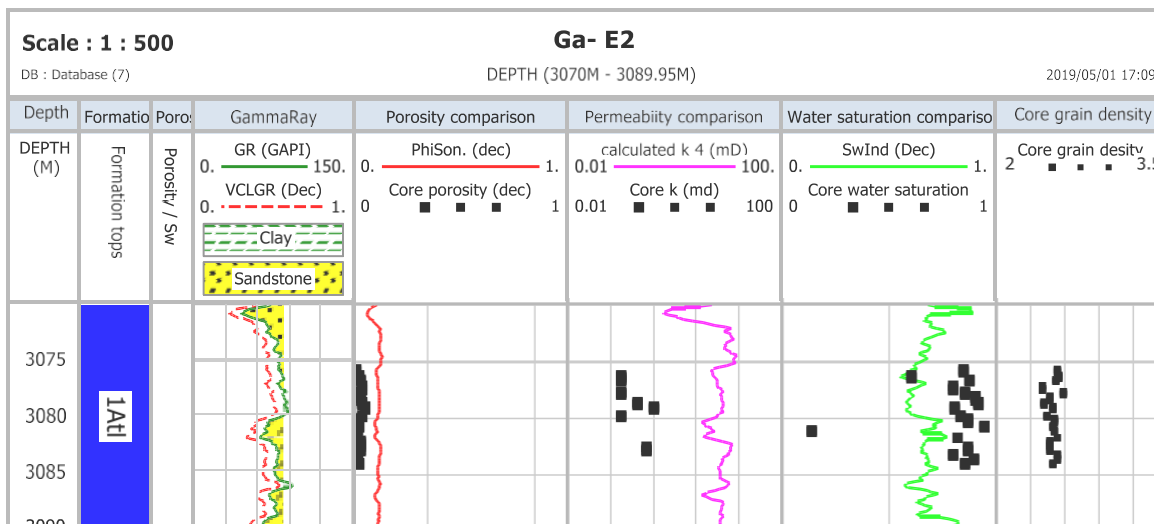 Scale : 1 : 500
Ga- E2
DB : Database (7)
DEPTH (3070M - 3089.95M)
2019/05/01 17:09
Depth
Formatio
Poros
GammaRay
Porosity comparison
Permeabiity comparison
Water saturation compariso
Core grain density
DEPTH
(M)
Formation tops
Porosity / Sw
GR (GAPI)
0. 150.
VCLGR (Dec)
0. 1.
Clay
Sandstone
PhiSon. (dec)
0. 1.
Core porosity (dec)
0 1
calculated k 4 (mD)
0.01 100.
Core k (md)
0.01 100
SwInd (Dec)
0. 1.
Core water saturation
0 1
Core grain desity
2 3.5
3075
3080
1Atl
3085